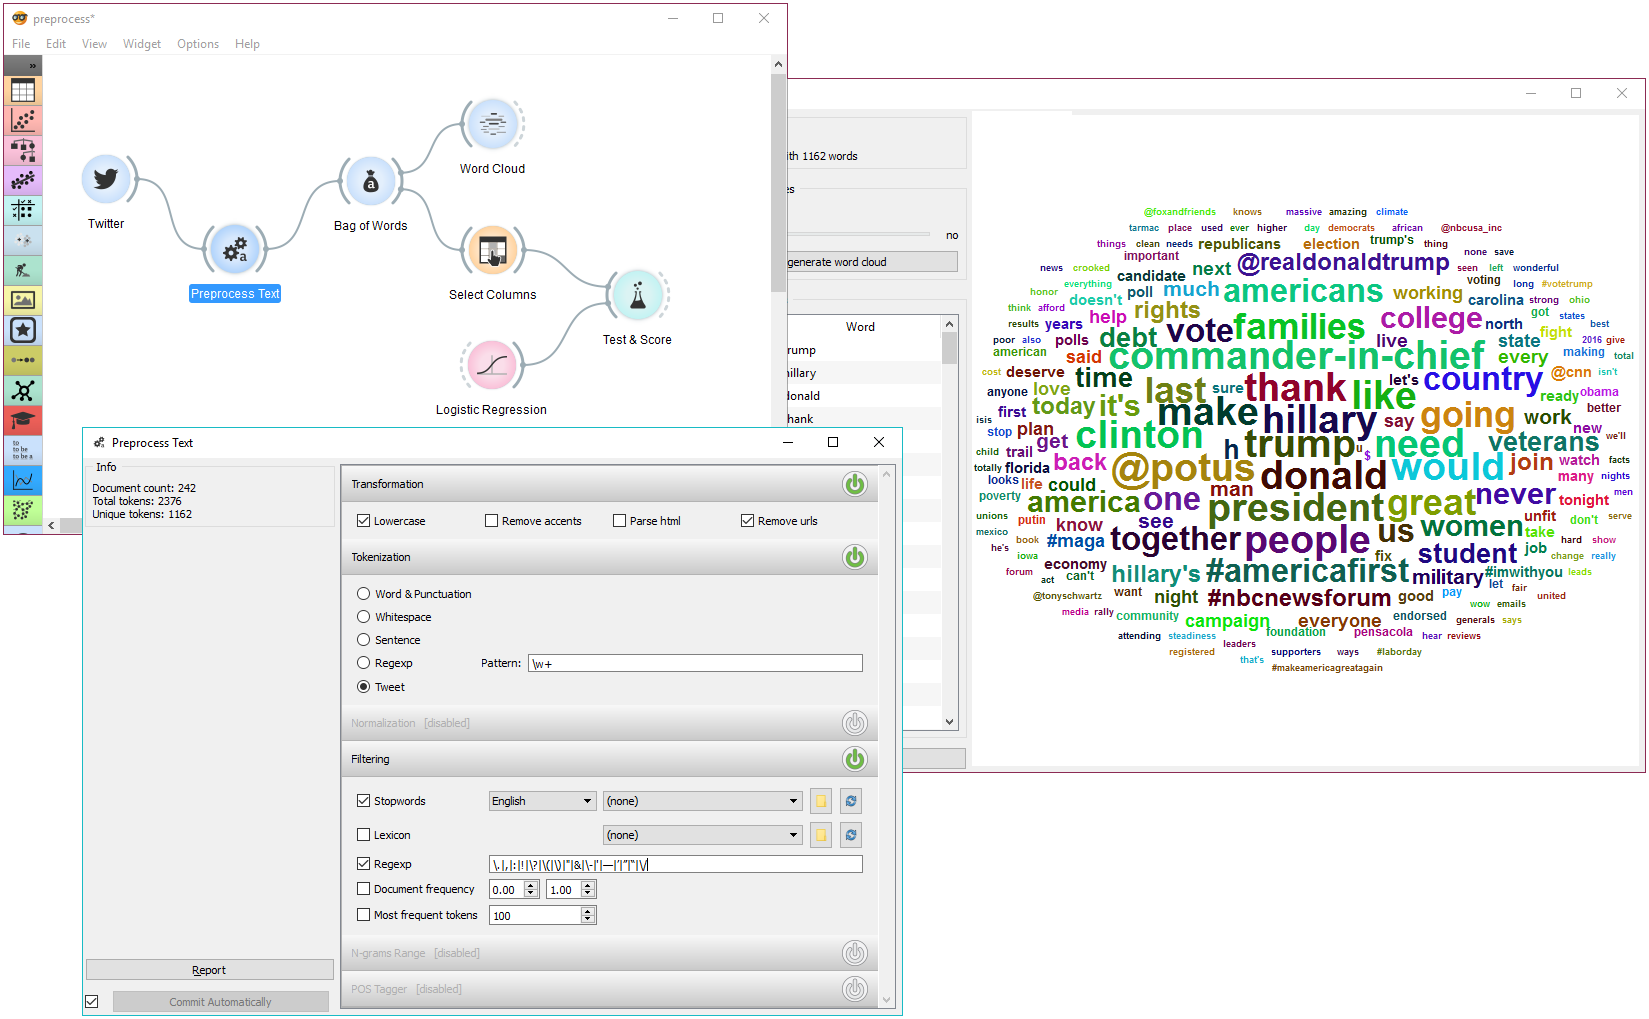 preprocess*
File Edit View Widget Options Help
»
Twitter
a
Preprocess Text
a
Bag of Words
Word Cloud
Select Columns
Logistic Regression
Test & Score
to
to be
to be a
ith 1162 words
es
no
generate word cloud
Word
rump
hillary
donald
hank
@foxandfriends knows massive amazing climate
tarmac place used ever higher day democrats african @nbcusa_inc
things clean needs republicans election trump's thing
important none save
news crooked candidate next @realdonaldtrump seen left wonderful
everything voting long #votetrump
honor doesn't poll much americans working carolina strong ohio
think afford help rights got states
results years debt vote families college north fight best
poor also polls live state 2016 give
american said commander-in-chief every making total
cost deserve time last sure thank like let's country @cnn isn't
anyone love ready obama
first today it's make hillary say going work better
isis stop plan new we'll
child trail get clinton h trump u $ need veterans
totally florida back @potus donald would join watch facts
looks life could many nights
poverty america one man president great never tonight men
unions putin know see us women unfit don't serve
mexico book #maga together people take hard show
he's iowa economy fix student job change really
forum act can't hillary's #americafirst military #imwithyou leads
@tonyschwartz want night #nbcnewsforum good pay let fair united
media rally community campaign everyone endorsed wow emails generals says
attending steadiness foundation pensacola hear reviews
registered leaders supporters ways #laborday
that's #makeamericagreatagain
Preprocess Text
Info
Document count: 242
Total tokens: 2376
Unique tokens: 1162
Transformation
Lowercase Remove accents Parse html Remove urls
Tokenization
Word & Punctuation
Whitespace
Sentence
Regexp Pattern: \w+
Tweet
Normalization [disabled]
Filtering
Stopwords English (none)
Lexicon (none)
Regexp \.|,|:|!|\?|\(|\)|"|&|\-|'|—|'|"|"|\/
Document frequency 0.00 1.00
Most frequent tokens 100
N-grams Range [disabled]
POS Tagger [disabled]
Report
Commit Automatically